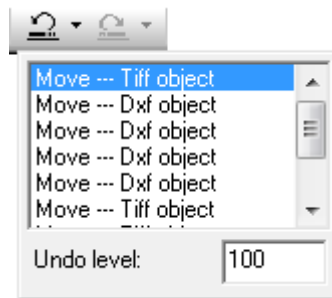 Move --- Tiff object
Move --- Dxf object
Move --- Dxf object
Move --- Dxf object
Move --- Dxf object
Move --- Tiff object
Undo level: 100